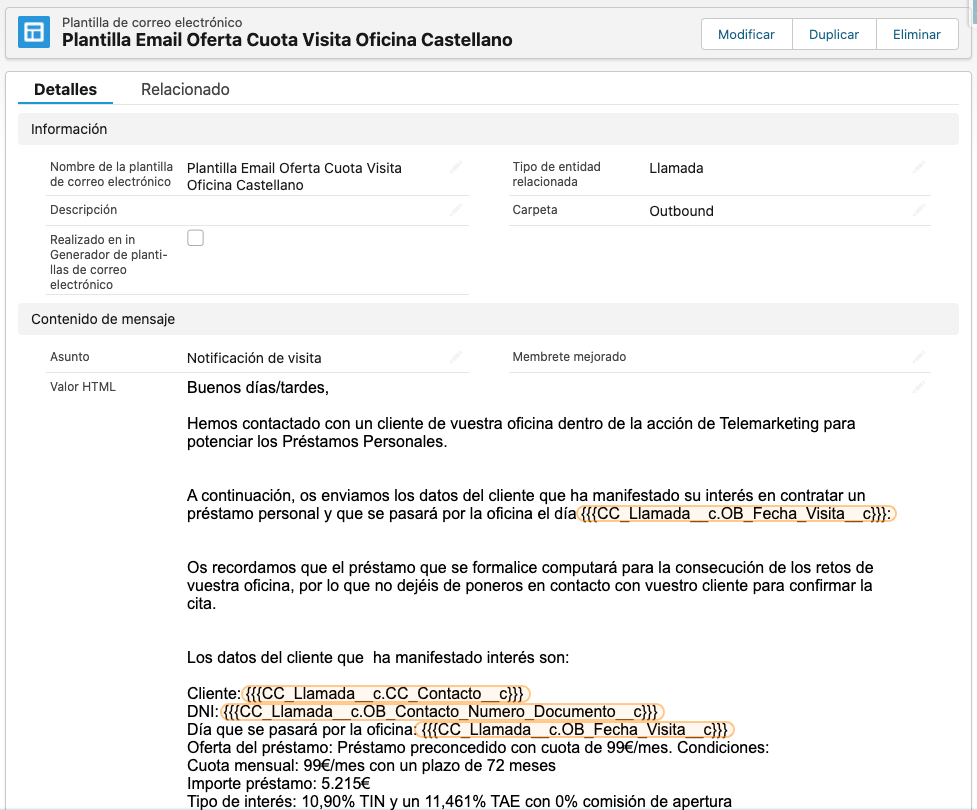 Plantilla de correo electrónico
Plantilla Email Oferta Cuota Visita Oficina Castellano
Modificar
Duplicar
Eliminar
Detalles
Relacionado
Información
Nombre de la plantilla
de correo electrónico
Plantilla Email Oferta Cuota Visita
Oficina Castellano
Tipo de entidad
relacionada
Llamada
Descripción
Carpeta
Outbound
Realizado en in
Generador de planti-
llas de correo
electrónico
Contenido de mensaje
Asunto
Notificación de visita
Membrete mejorado
Valor HTML
Buenos días/tardes,
Hemos contactado con un cliente de vuestra oficina dentro de la acción de Telemarketing para
potenciar los Préstamos Personales.
A continuación, os enviamos los datos del cliente que ha manifestado su interés en contratar un
préstamo personal y que se pasará por la oficina el día {{{CC_Llamada__c.OB_Fecha_Visita__c}}}:
Os recordamos que el préstamo que se formalice computará para la consecución de los retos de
vuestra oficina, por lo que no dejéis de poneros en contacto con vuestro cliente para confirmar la
cita.
Los datos del cliente que  ha manifestado interés son:
Cliente: {{{CC_Llamada__c.CC_Contacto__c}}}
DNI: {{{CC_Llamada__c.OB_Contacto_Numero_Documento__c}}}
Día que se pasará por la oficina: {{{CC_Llamada__c.OB_Fecha_Visita__c}}}
Oferta del préstamo: Préstamo preconcedido con cuota de 99€/mes. Condiciones:
Cuota mensual: 99€/mes con un plazo de 72 meses
Importe préstamo: 5.215€
Tipo de interés: 10,90% TIN y un 11,461% TAE con 0% comisión de apertura